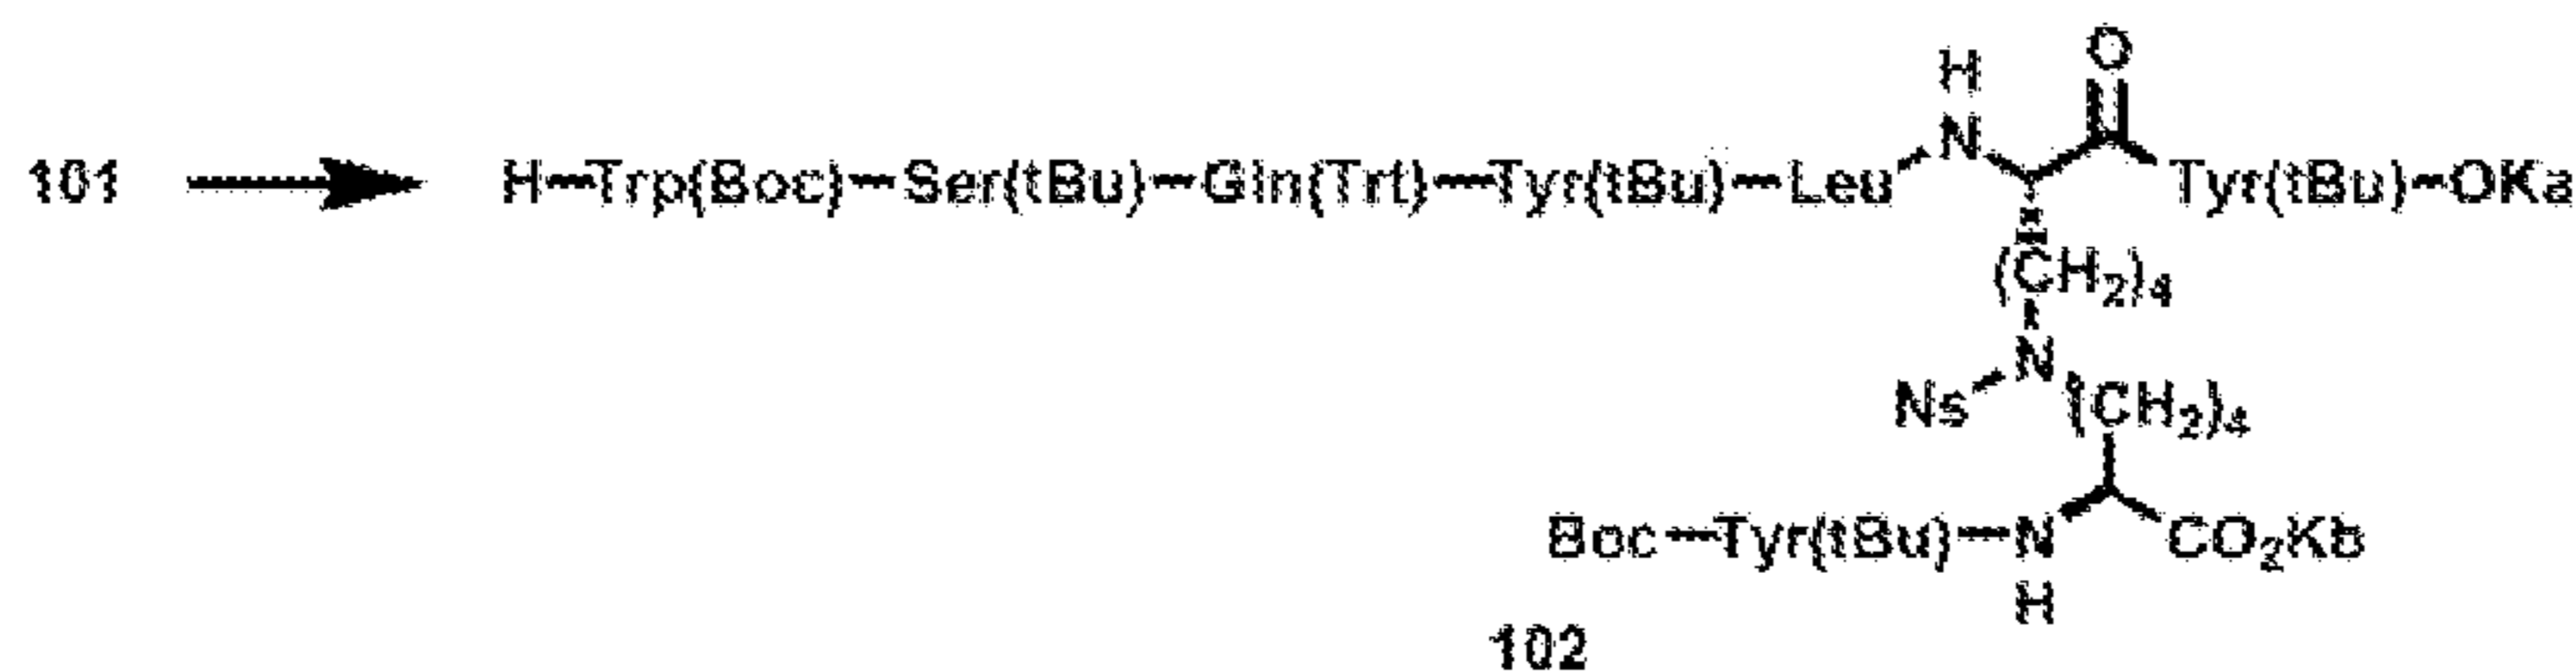 O
H
N
101 H-Trp(Boc)-Ser(tBu)-Gln(Trt)-Tyr(tBu)-Leu Tyr(tBu)-OKa
(CH₂)₄
N
Ns (CH₂)₄
Boc-Tyr(tBu)-N CO₂Kb
H
102